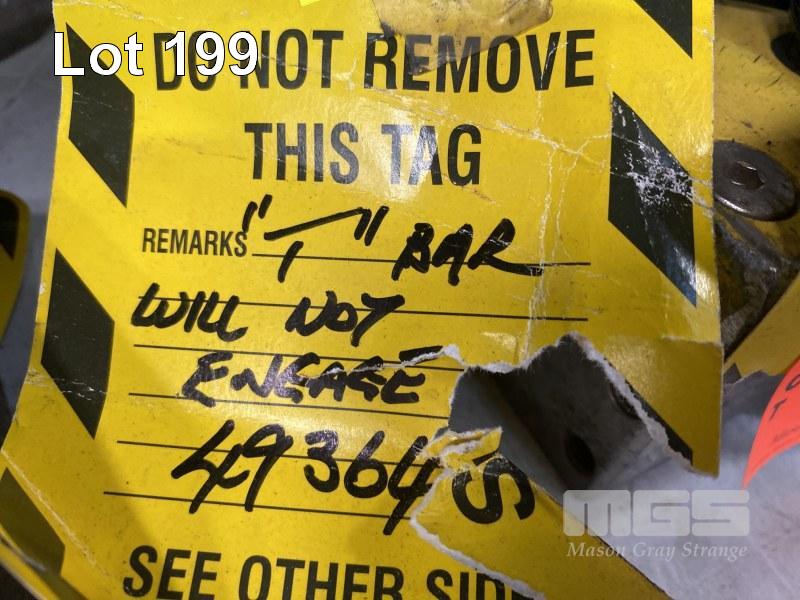 Lot 199
DO NOT REMOVE
THIS TAG
REMARKS "T" BAR
WILL NOT
ENGAGE
49364 S
SEE OTHER SIDE
MGS
Mason Gray Strange